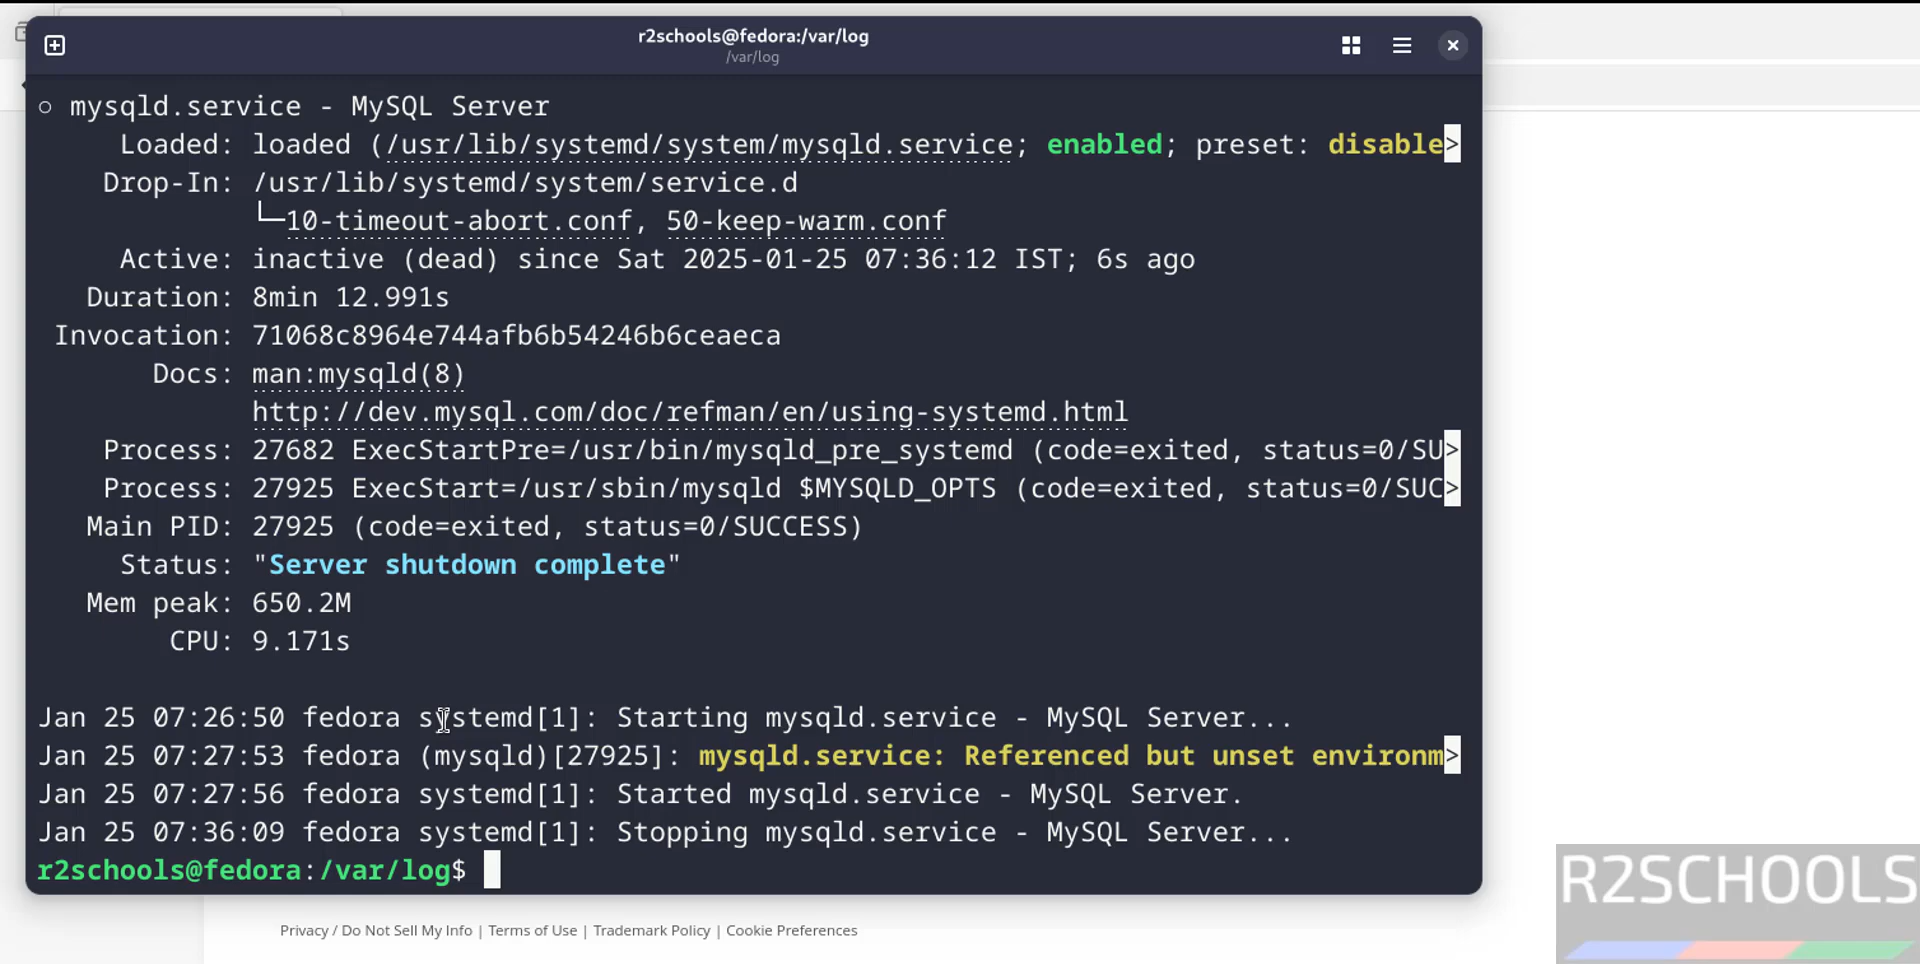 r2schools@fedora:/var/log
/var/log
○ mysqld.service - MySQL Server
Loaded: loaded (/usr/lib/systemd/system/mysqld.service; enabled; preset: disable>
Drop-In: /usr/lib/systemd/system/service.d
└─10-timeout-abort.conf, 50-keep-warm.conf
Active: inactive (dead) since Sat 2025-01-25 07:36:12 IST; 6s ago
Duration: 8min 12.991s
Invocation: 71068c8964e744afb6b54246b6ceaeca
Docs: man:mysqld(8)
http://dev.mysql.com/doc/refman/en/using-systemd.html
Process: 27682 ExecStartPre=/usr/bin/mysqld_pre_systemd (code=exited, status=0/SU>
Process: 27925 ExecStart=/usr/sbin/mysqld $MYSQLD_OPTS (code=exited, status=0/SUC>
Main PID: 27925 (code=exited, status=0/SUCCESS)
Status: "Server shutdown complete"
Mem peak: 650.2M
CPU: 9.171s
Jan 25 07:26:50 fedora systemd[1]: Starting mysqld.service - MySQL Server...
Jan 25 07:27:53 fedora (mysqld)[27925]: mysqld.service: Referenced but unset environm>
Jan 25 07:27:56 fedora systemd[1]: Started mysqld.service - MySQL Server.
Jan 25 07:36:09 fedora systemd[1]: Stopping mysqld.service - MySQL Server...
r2schools@fedora:/var/log$
Privacy / Do Not Sell My Info | Terms of Use | Trademark Policy | Cookie Preferences
R2SCHOOLS